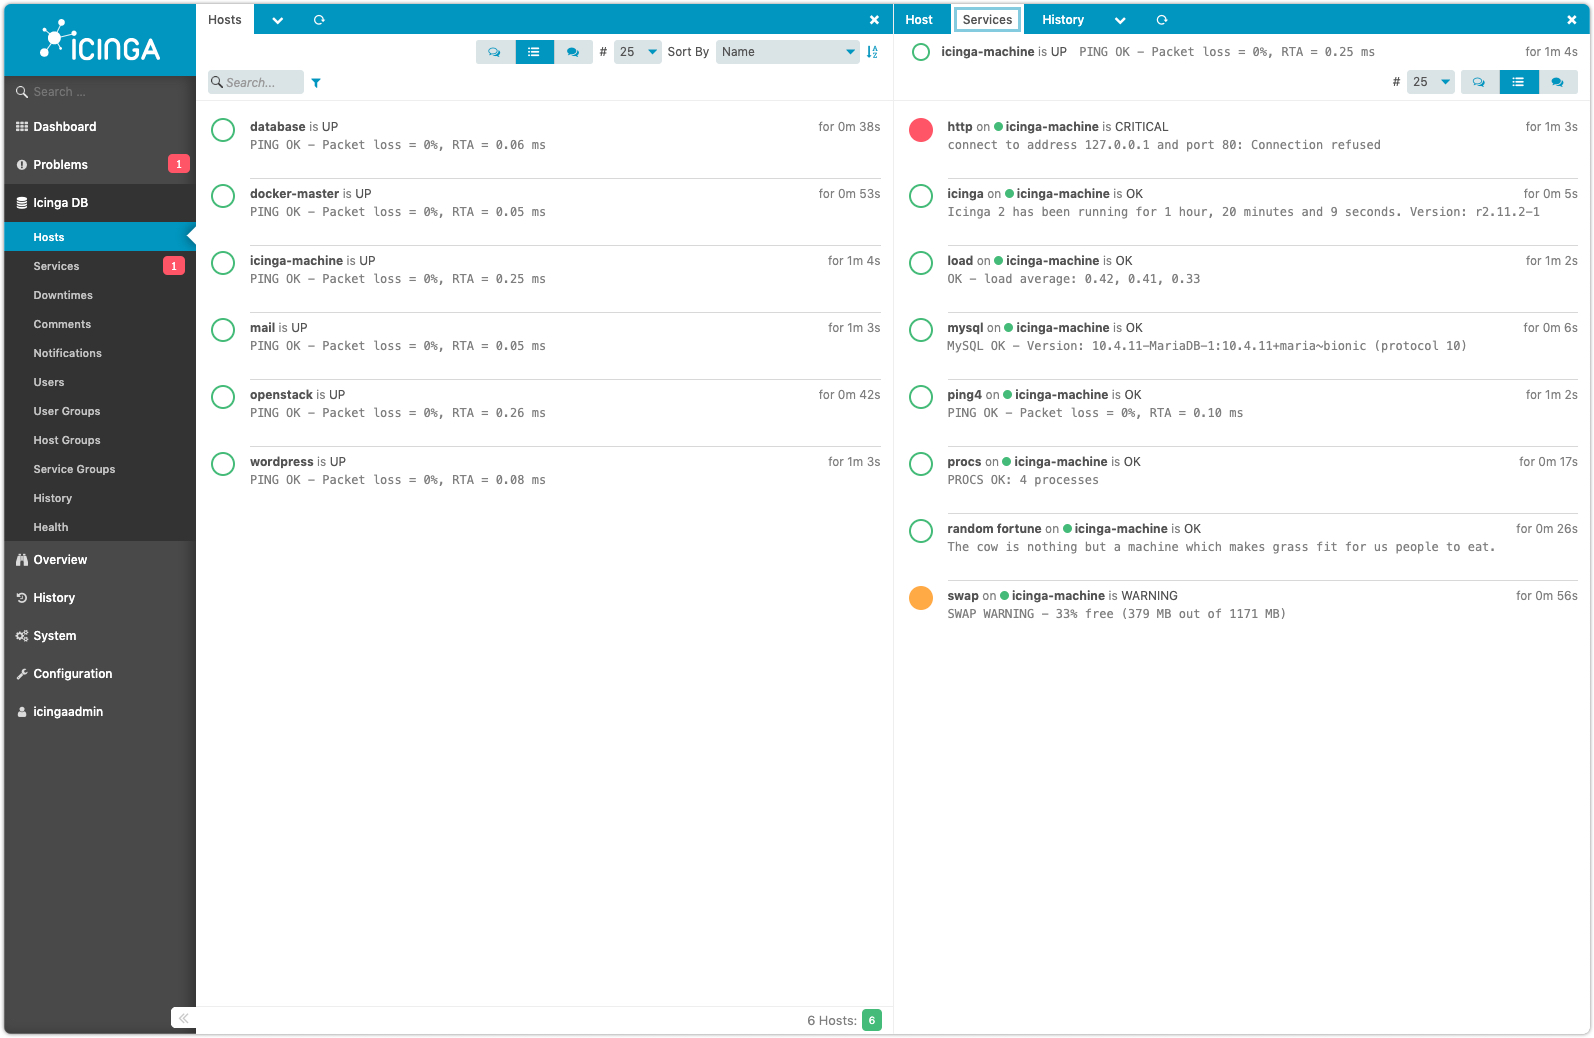 ICINGA
Search ...
Dashboard
Problems 1
Icinga DB
Hosts
Services 1
Downtimes
Comments
Notifications
Users
User Groups
Host Groups
Service Groups
History
Health
Overview
History
System
Configuration
icingaadmin
Hosts
# 25 Sort By Name
Search...
database is UP for 0m 38s
PING OK - Packet loss = 0%, RTA = 0.06 ms
docker-master is UP for 0m 53s
PING OK - Packet loss = 0%, RTA = 0.05 ms
icinga-machine is UP for 1m 4s
PING OK - Packet loss = 0%, RTA = 0.25 ms
mail is UP for 1m 3s
PING OK - Packet loss = 0%, RTA = 0.05 ms
openstack is UP for 0m 42s
PING OK - Packet loss = 0%, RTA = 0.26 ms
wordpress is UP for 1m 3s
PING OK - Packet loss = 0%, RTA = 0.08 ms
6 Hosts: 6
Host Services History
icinga-machine is UP PING OK - Packet loss = 0%, RTA = 0.25 ms for 1m 4s
# 25
http on icinga-machine is CRITICAL for 1m 3s
connect to address 127.0.0.1 and port 80: Connection refused
icinga on icinga-machine is OK for 0m 5s
Icinga 2 has been running for 1 hour, 20 minutes and 9 seconds. Version: r2.11.2-1
load on icinga-machine is OK for 1m 2s
OK - load average: 0.42, 0.41, 0.33
mysql on icinga-machine is OK for 0m 6s
MySQL OK - Version: 10.4.11-MariaDB-1:10.4.11+maria~bionic (protocol 10)
ping4 on icinga-machine is OK for 1m 2s
PING OK - Packet loss = 0%, RTA = 0.10 ms
procs on icinga-machine is OK for 0m 17s
PROCS OK: 4 processes
random fortune on icinga-machine is OK for 0m 26s
The cow is nothing but a machine which makes grass fit for us people to eat.
swap on icinga-machine is WARNING for 0m 56s
SWAP WARNING - 33% free (379 MB out of 1171 MB)